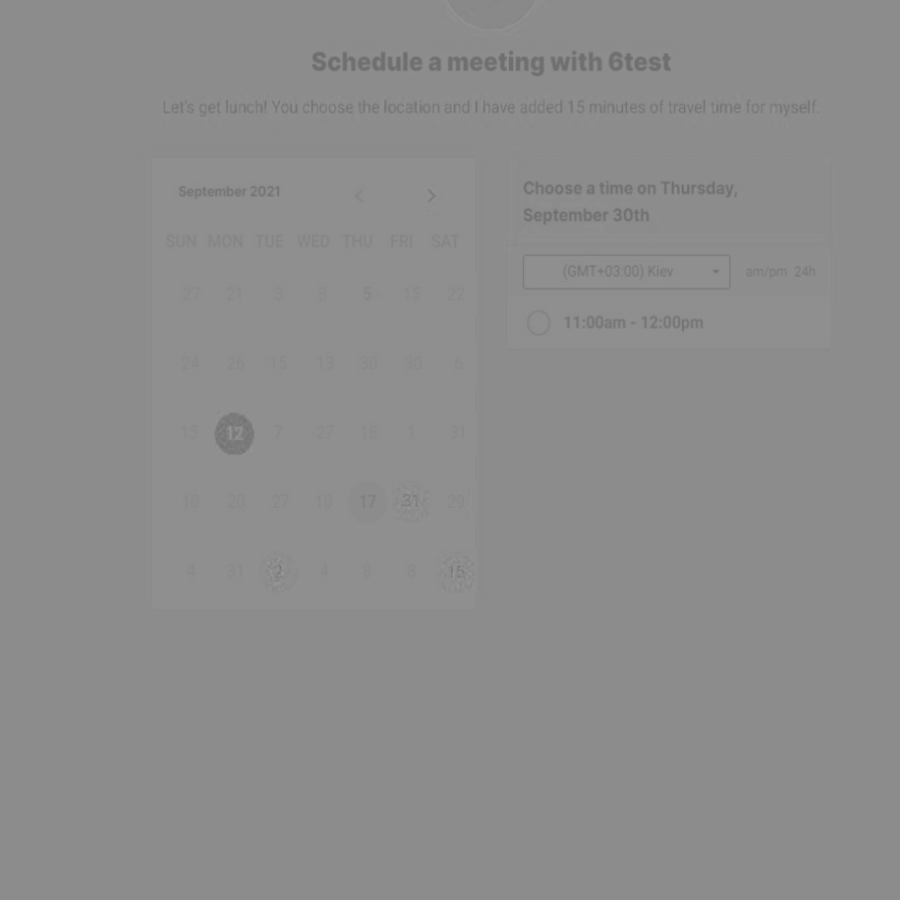 Schedule a meeting with 6test
Let's get lunch! You choose the location and I have added 15 minutes of travel time for myself.
September 2021
SUN MON TUE WED THU FRI SAT
27 21 3 5 15 22
24 26 15 13 30 30 6
15 12 7 27 18 1 31
18 20 27 19 17 31 29
4 31 2 4 8 8 15
Choose a time on Thursday,
September 30th
(GMT+03:00) Kiev am/pm 24h
11:00am - 12:00pm